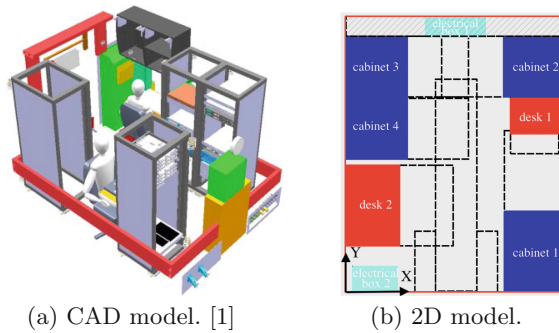 electrical
box 1
cabinet 3
cabinet 2
desk 1
cabinet 4
desk 2
cabinet 1
Y
X
electrical
box 2
(a) CAD model. [1]
(b) 2D model.